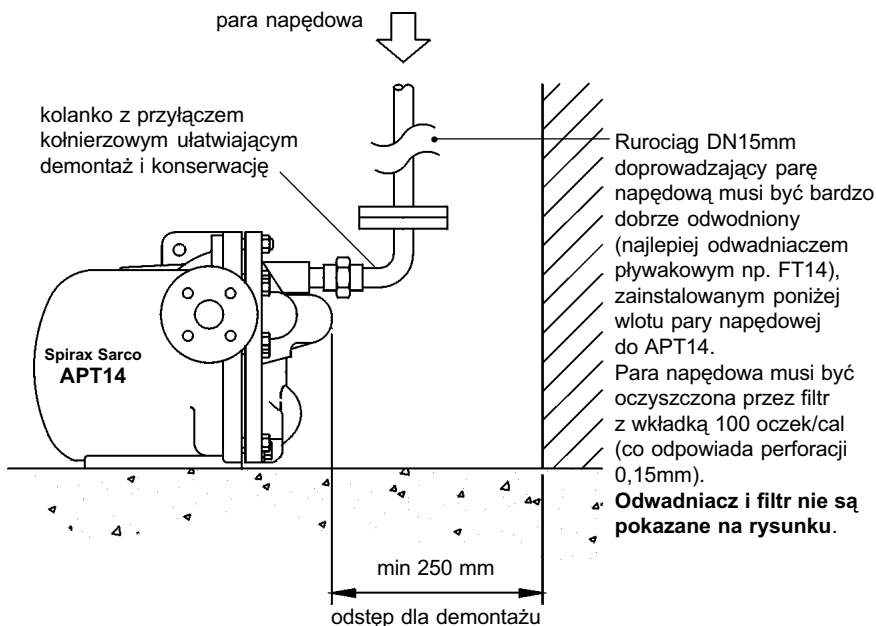 para napędowa
kolanko z przyłączem
kołnierzowym ułatwiającym
demontaż i konserwację
Rurociąg DN15mm
doprowadzający parę
napędową musi być bardzo
dobrze odwodniony
(najlepiej odwadniaczem
pływakowym np. FT14),
zainstalowanym poniżej
wlotu pary napędowej
do APT14.
Para napędowa musi być
oczyszczona przez filtr
z wkładką 100 oczek/cal
(co odpowiada perforacji
0,15mm).
Odwadniacz i filtr nie są
pokazane na rysunku.
Spirax Sarco
APT14
min 250 mm
odstęp dla demontażu